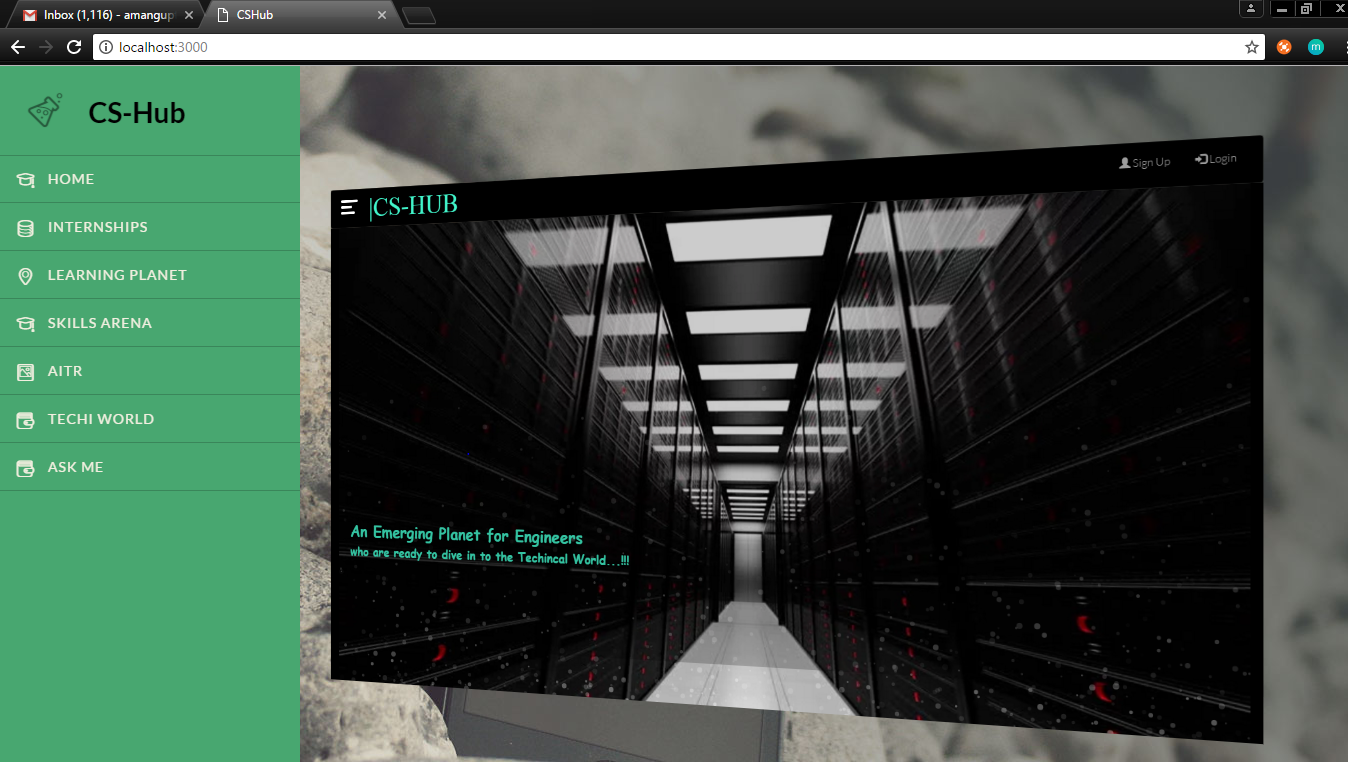 Inbox (1,116) - amangup
CSHub
localhost:3000
m
CS-Hub
HOME
INTERNSHIPS
LEARNING PLANET
SKILLS ARENA
AITR
TECHI WORLD
ASK ME
Sign Up
Login
|CS-HUB
An Emerging Planet for Engineers
who are ready to dive in to the Techincal World...!!!